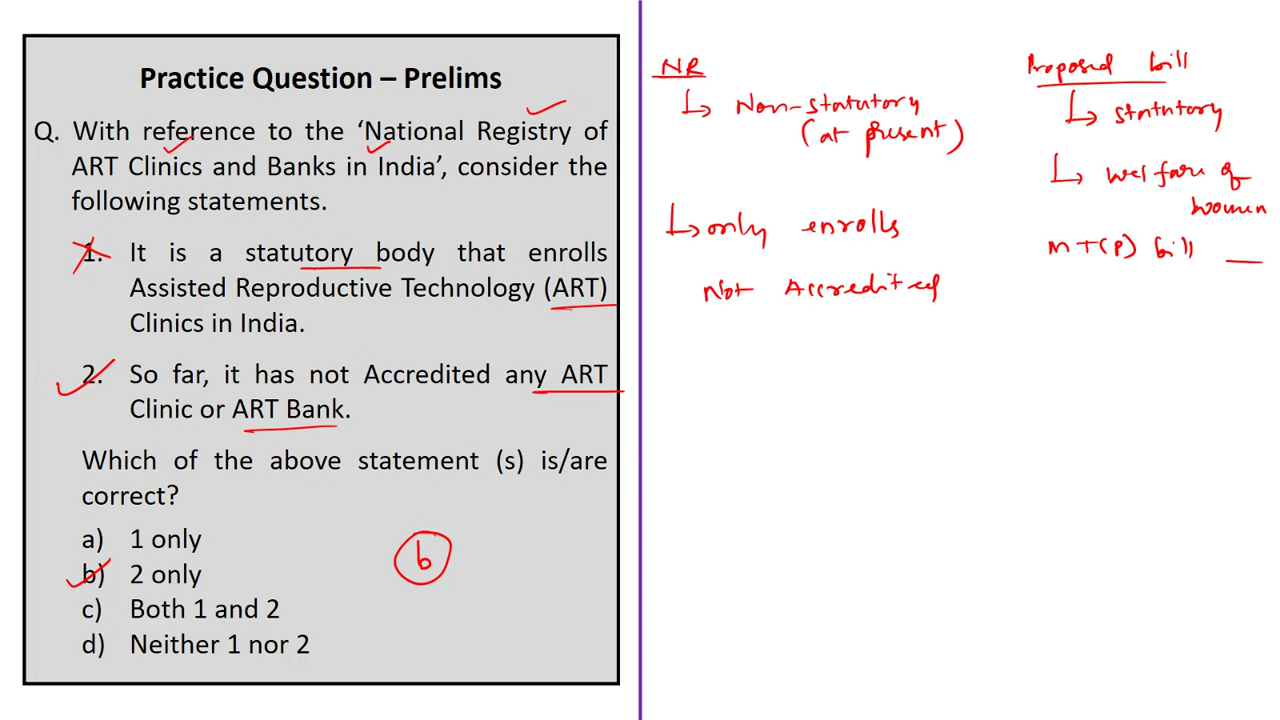 Practice Question – Prelims
Q. With reference to the ‘National Registry of
ART Clinics and Banks in India’, consider the
following statements.
1. It is a statutory body that enrolls
Assisted Reproductive Technology (ART)
Clinics in India.
2. So far, it has not Accredited any ART
Clinic or ART Bank.
Which of the above statement (s) is/are
correct?
a) 1 only
b) 2 only
c) Both 1 and 2
d) Neither 1 nor 2
b
NR
Non-statutory
(at present)
only enrolls
Not Accredited
Proposed bill
statutory
welfare of
women
MT(P) bill